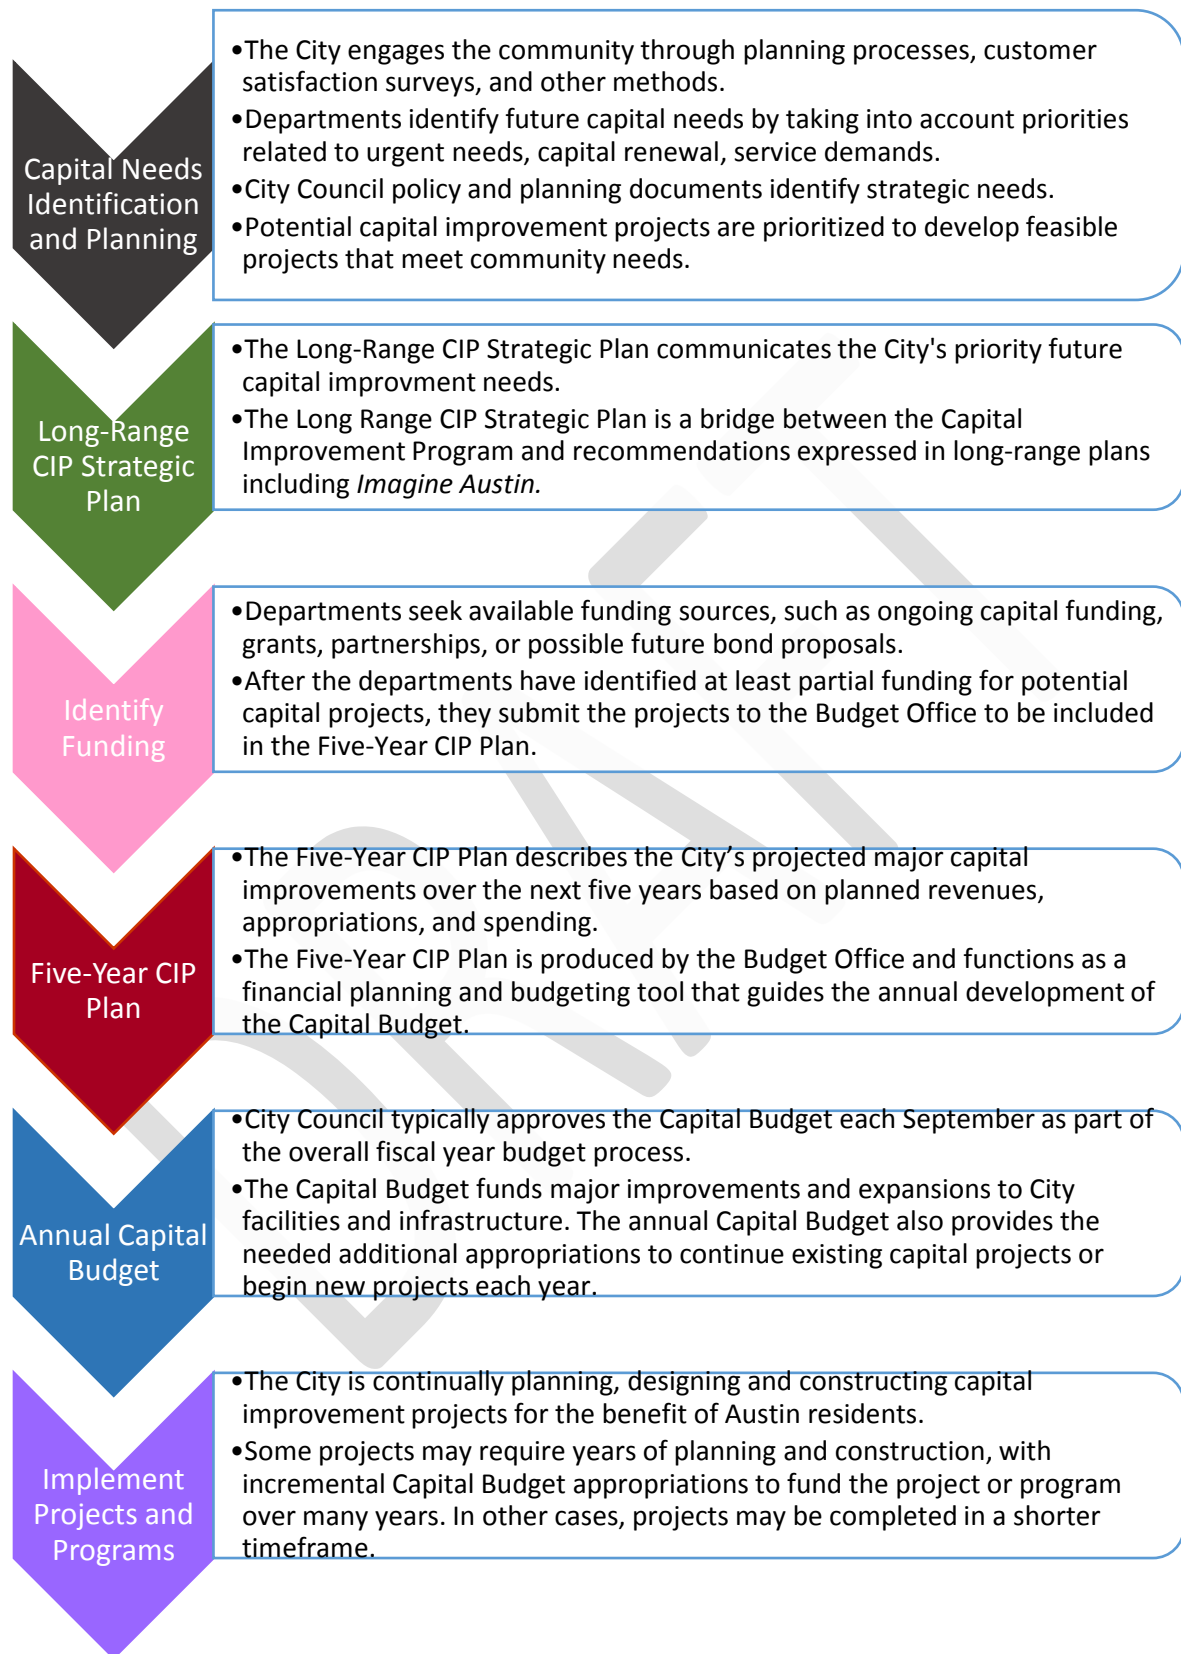 Capital Needs
Identification
and Planning
•The City engages the community through planning processes, customer
satisfaction surveys, and other methods.
•Departments identify future capital needs by taking into account priorities
related to urgent needs, capital renewal, service demands.
•City Council policy and planning documents identify strategic needs.
•Potential capital improvement projects are prioritized to develop feasible
projects that meet community needs.
Long-Range
CIP Strategic
Plan
•The Long-Range CIP Strategic Plan communicates the City's priority future
capital improvment needs.
•The Long Range CIP Strategic Plan is a bridge between the Capital
Improvement Program and recommendations expressed in long-range plans
including Imagine Austin.
Identify
Funding
•Departments seek available funding sources, such as ongoing capital funding,
grants, partnerships, or possible future bond proposals.
•After the departments have identified at least partial funding for potential
capital projects, they submit the projects to the Budget Office to be included
in the Five-Year CIP Plan.
Five-Year CIP
Plan
•The Five-Year CIP Plan describes the City’s projected major capital
improvements over the next five years based on planned revenues,
appropriations, and spending.
•The Five-Year CIP Plan is produced by the Budget Office and functions as a
financial planning and budgeting tool that guides the annual development of
the Capital Budget.
Annual Capital
Budget
•City Council typically approves the Capital Budget each September as part of
the overall fiscal year budget process.
•The Capital Budget funds major improvements and expansions to City
facilities and infrastructure. The annual Capital Budget also provides the
needed additional appropriations to continue existing capital projects or
begin new projects each year.
Implement
Projects and
Programs
•The City is continually planning, designing and constructing capital
improvement projects for the benefit of Austin residents.
•Some projects may require years of planning and construction, with
incremental Capital Budget appropriations to fund the project or program
over many years. In other cases, projects may be completed in a shorter
timeframe.
DRAFT